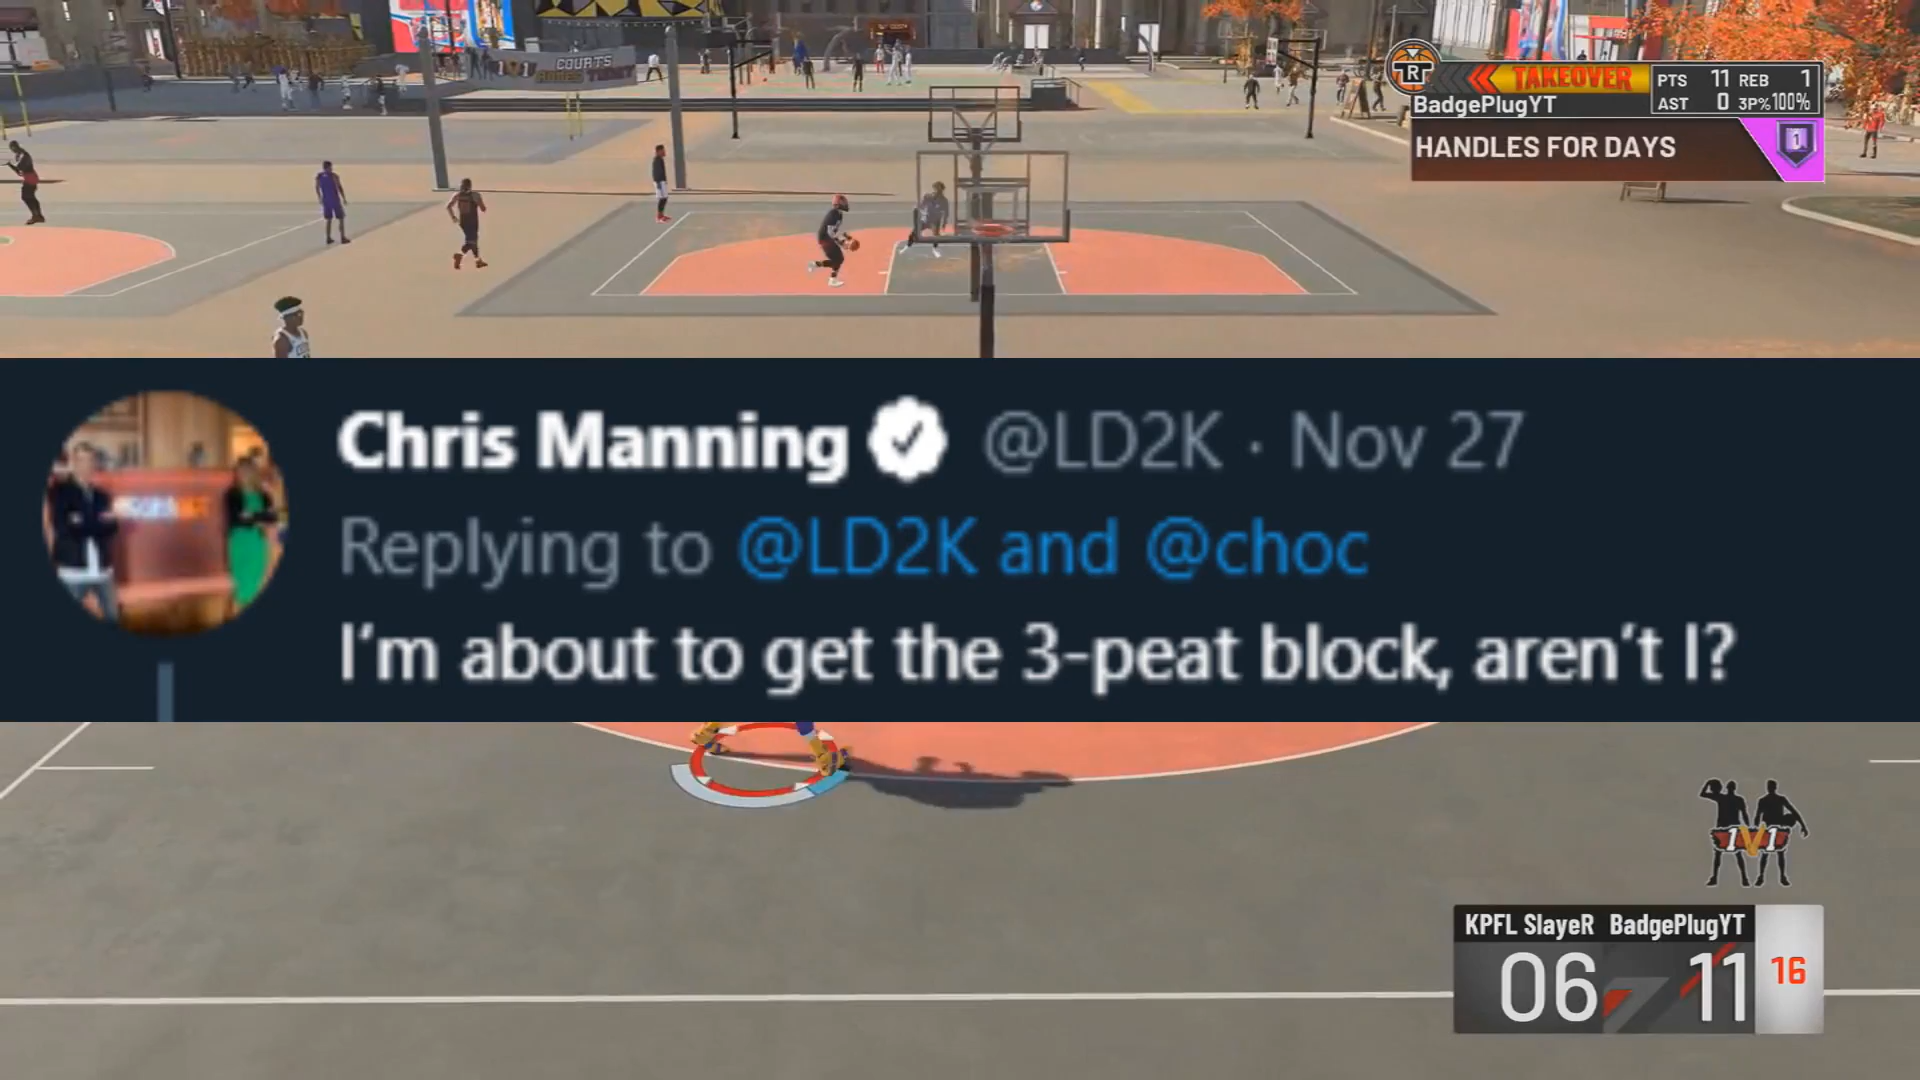 COURTS
TAKEOVER
PTS 11 REB 1
BadgePlugYT
AST 0 3P% 100%
HANDLES FOR DAYS
1
R
Chris Manning @LD2K · Nov 27
Replying to @LD2K and @choc
I'm about to get the 3-peat block, aren't I?
1V1
KPFL SlayeR BadgePlugYT
06 11 16